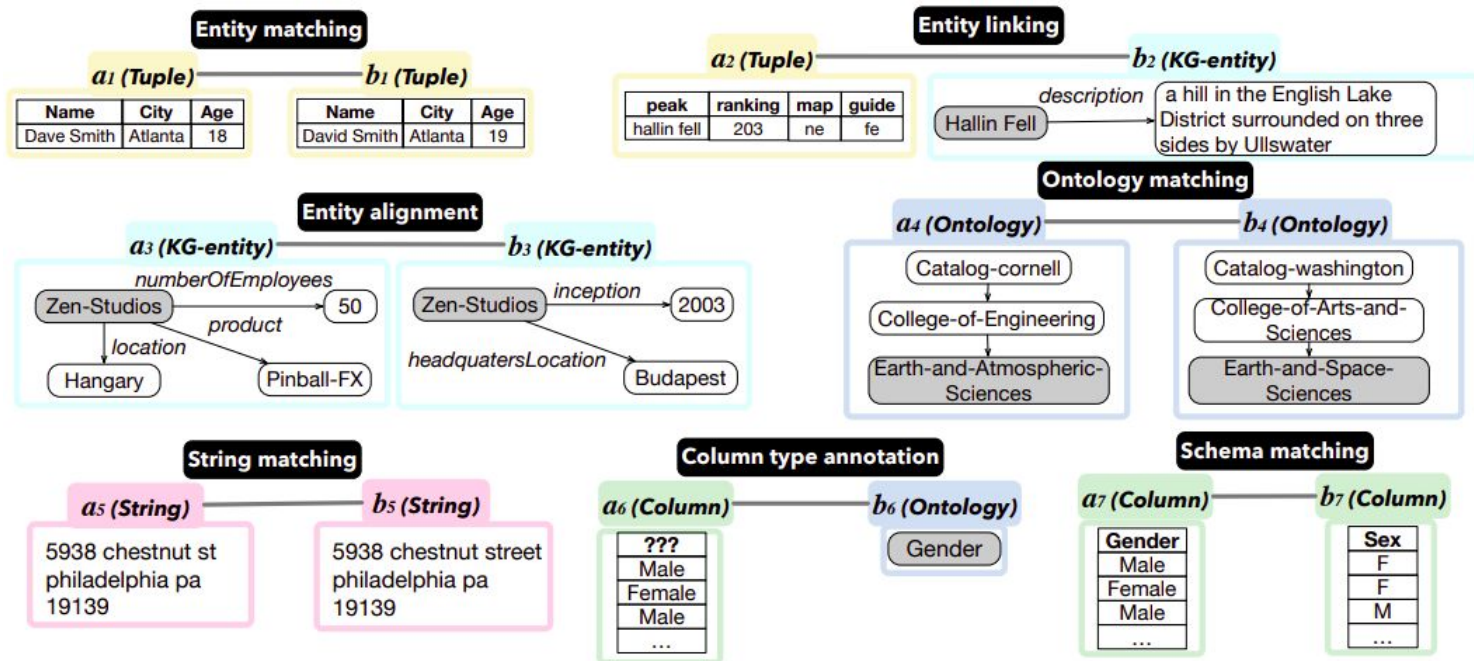 Entity matching
a1 (Tuple)
b1 (Tuple)
Name City Age
Dave Smith Atlanta 18
Name City Age
David Smith Atlanta 19
Entity linking
a2 (Tuple)
b2 (KG-entity)
peak ranking map guide
hallin fell 203 ne fe
Hallin Fell
description
a hill in the English Lake
District surrounded on three
sides by Ullswater
Entity alignment
a3 (KG-entity)
b3 (KG-entity)
numberOfEmployees
Zen-Studios
50
product
location
Hangary
Pinball-FX
Zen-Studios
inception
2003
headquatersLocation
Budapest
Ontology matching
a4 (Ontology)
b4 (Ontology)
Catalog-cornell
College-of-Engineering
Earth-and-Atmospheric-
Sciences
Catalog-washington
College-of-Arts-and-
Sciences
Earth-and-Space-
Sciences
String matching
a5 (String)
b5 (String)
5938 chestnut st
philadelphia pa
19139
5938 chestnut street
philadelphia pa
19139
Column type annotation
a6 (Column)
b6 (Ontology)
???
Male
Female
Male
...
Gender
Schema matching
a7 (Column)
b7 (Column)
Gender
Male
Female
Male
...
Sex
F
F
M
...